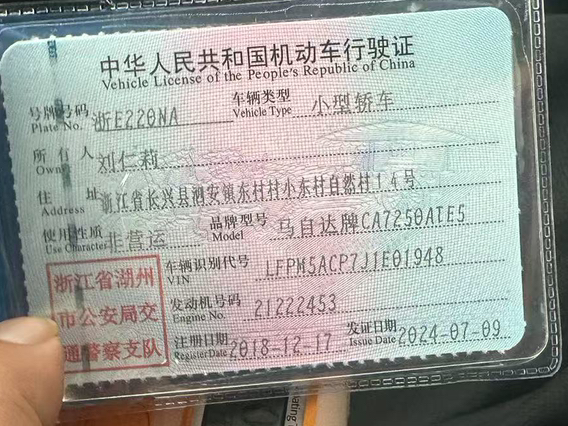 中华人民共和国机动车行驶证
Vehicle License of the People's Republic of China
号牌号码 浙E220NA 车辆类型 小型轿车
Plate No. Vehicle Type
所有人 刘仁莉
Owner
住址 浙江省长兴县泗安镇东村村小东村自然村14号
Address
使用性质 非营运 品牌型号 马自达牌CA7250ATE5
Use Character Model
浙江省湖州
市公安局交
通警察支队
车辆识别代号 LFPM5ACP7J1E01948
VIN
发动机号码 21222453
Engine No.
注册日期 2018-12-17 发证日期 2024-07-09
Register Date Issue Date